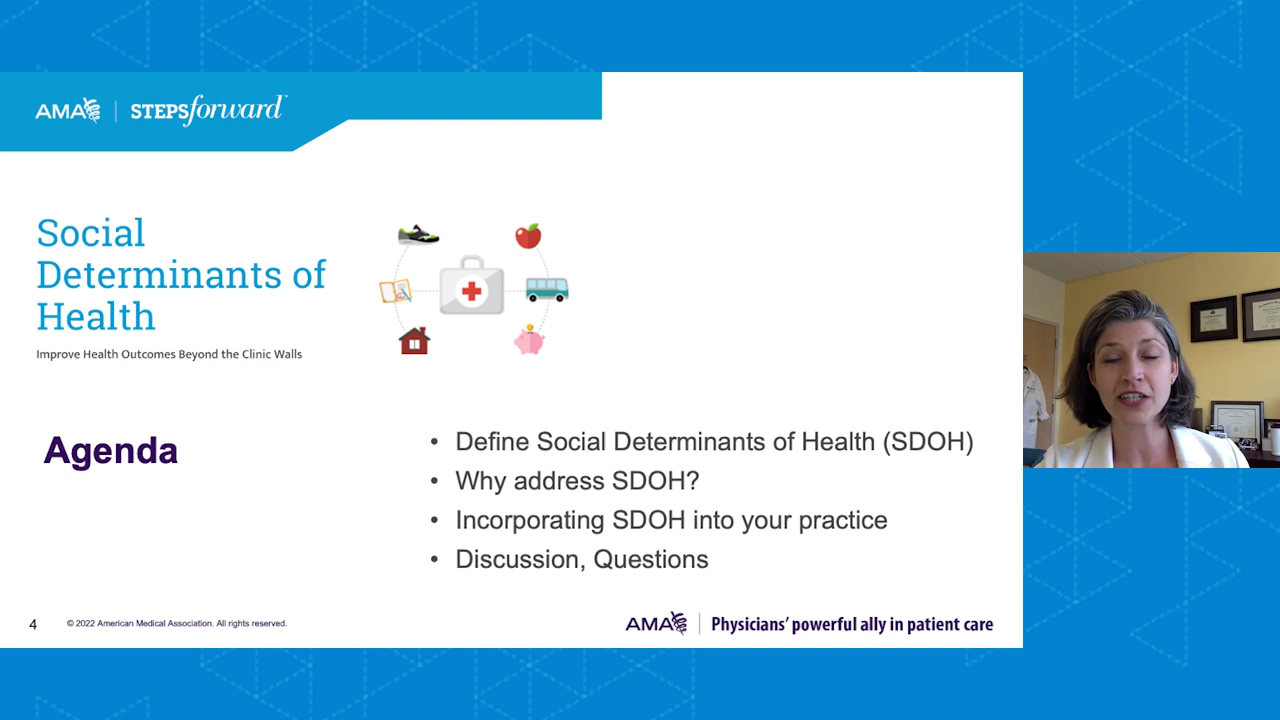 AMA | STEPSforward™
Social
Determinants of
Health
Improve Health Outcomes Beyond the Clinic Walls
Agenda
• Define Social Determinants of Health (SDOH)
• Why address SDOH?
• Incorporating SDOH into your practice
• Discussion, Questions
4
© 2022 American Medical Association. All rights reserved.
AMA | Physicians’ powerful ally in patient care